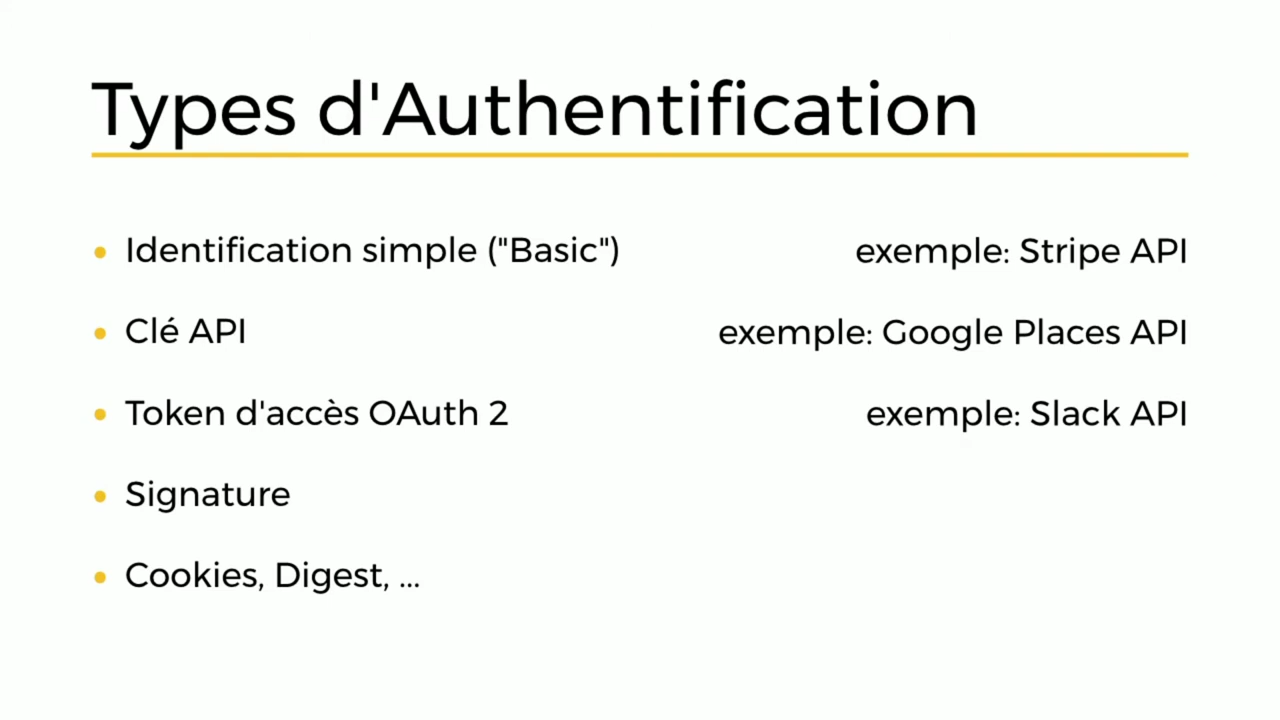 Types d'Authentification
Identification simple ("Basic") exemple: Stripe API
Clé API exemple: Google Places API
Token d'accès OAuth 2 exemple: Slack API
Signature
Cookies, Digest, ...